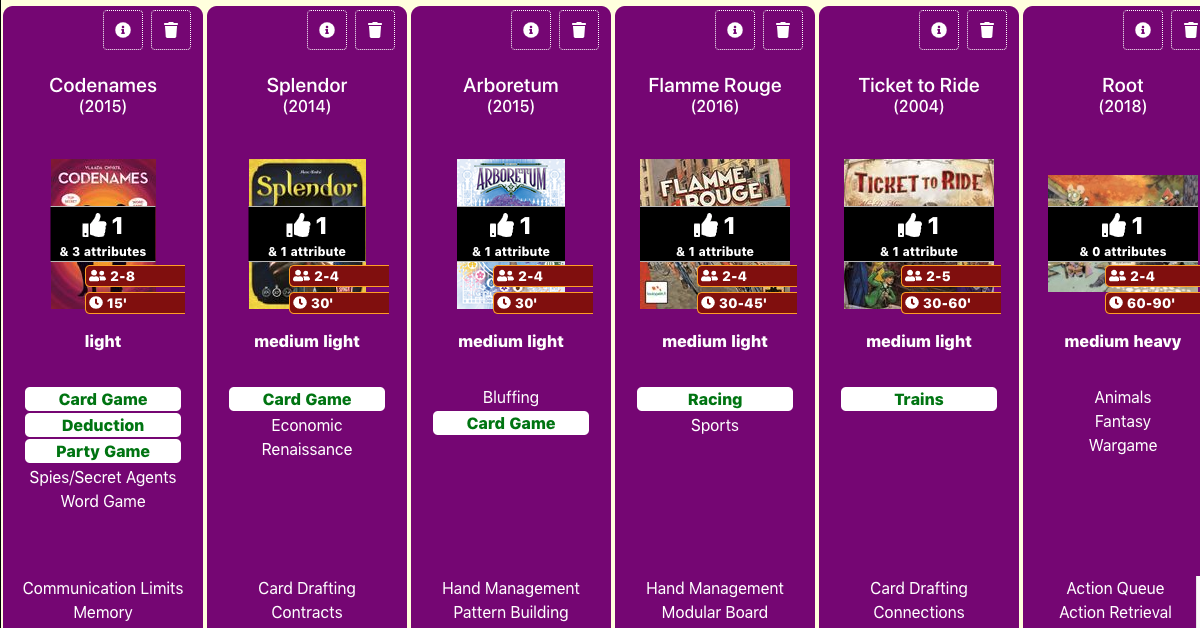 Codenames
(2015)
VLAADA CHVÁTIL
CODENAMES
1
& 3 attributes
2-8
15'
light
Card Game
Deduction
Party Game
Spies/Secret Agents
Word Game
Communication Limits
Memory
Splendor
(2014)
Splendor
1
& 1 attribute
2-4
30'
medium light
Card Game
Economic
Renaissance
Card Drafting
Contracts
Arboretum
(2015)
ARBORETUM
1
& 1 attribute
2-4
30'
medium light
Bluffing
Card Game
Hand Management
Pattern Building
Flamme Rouge
(2016)
FLAMME
ROUGE
1
& 1 attribute
2-4
30-45'
medium light
Racing
Sports
Hand Management
Modular Board
Ticket to Ride
(2004)
TICKET TO RIDE
1
& 1 attribute
2-5
30-60'
medium light
Trains
Card Drafting
Connections
Root
(2018)
1
& 0 attributes
2-4
60-90'
medium heavy
Animals
Fantasy
Wargame
Action Queue
Action Retrieval